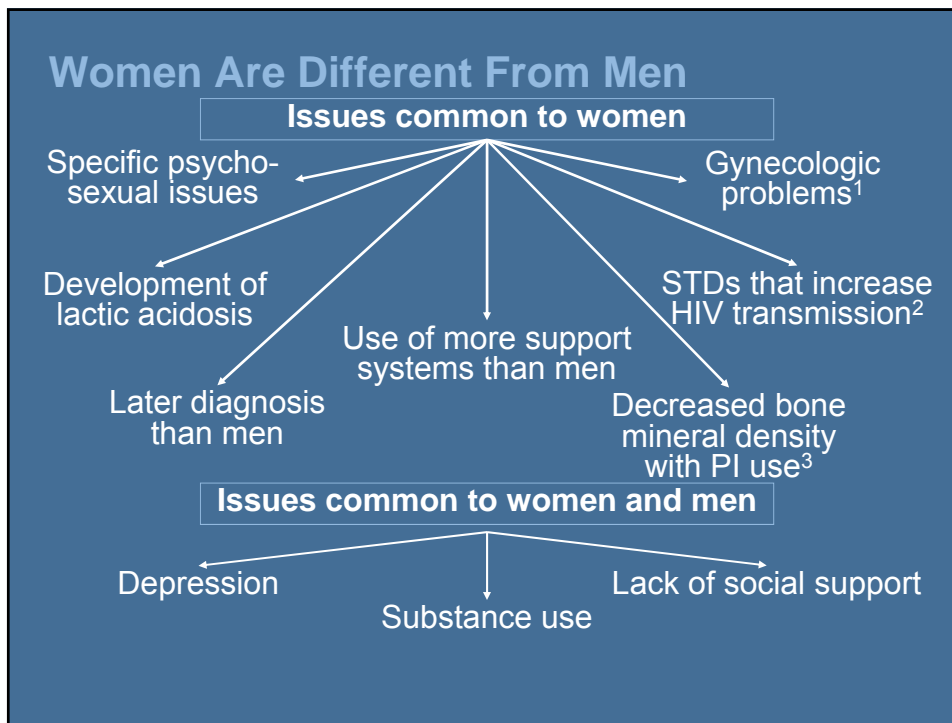 Women Are Different From Men
Issues common to women
Specific psycho-
sexual issues
Gynecologic
problems¹
Development of
lactic acidosis
STDs that increase
HIV transmission²
Use of more support
systems than men
Later diagnosis
than men
Decreased bone
mineral density
with PI use³
Issues common to women and men
Depression
Lack of social support
Substance use